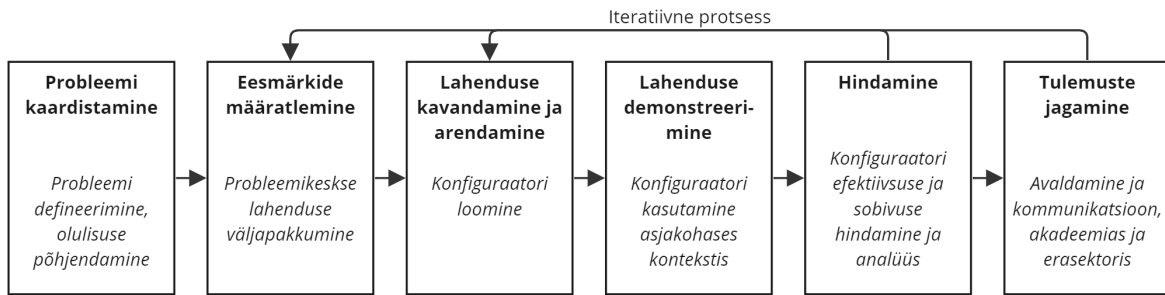 Iteratiivne protsess
Probleemi
kaardistamine
Probleemi
defineerimine,
olulisuse
põhjendamine
Eesmärkide
määratlemine
Probleemikeskse
lahenduse
väljapakkumine
Lahenduse
kavandamine ja
arendamine
Konfiguraatori
loomine
Lahenduse
demonstreeri-
mine
Konfiguraatori
kasutamine
asjakohases
kontekstis
Hindamine
Konfiguraatori
efektiivsuse ja
sobivuse
hindamine ja
analüüs
Tulemuste
jagamine
Avaldamine ja
kommunikatsioon,
akadeemias ja
erasektoris